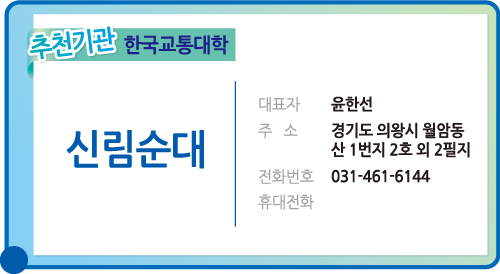 추천기관 한국교통대학
신림순대
대표자 윤한선
주 소 경기도 의왕시 월암동
산 1번지 2호 외 2필지
전화번호 031-461-6144
휴대전화